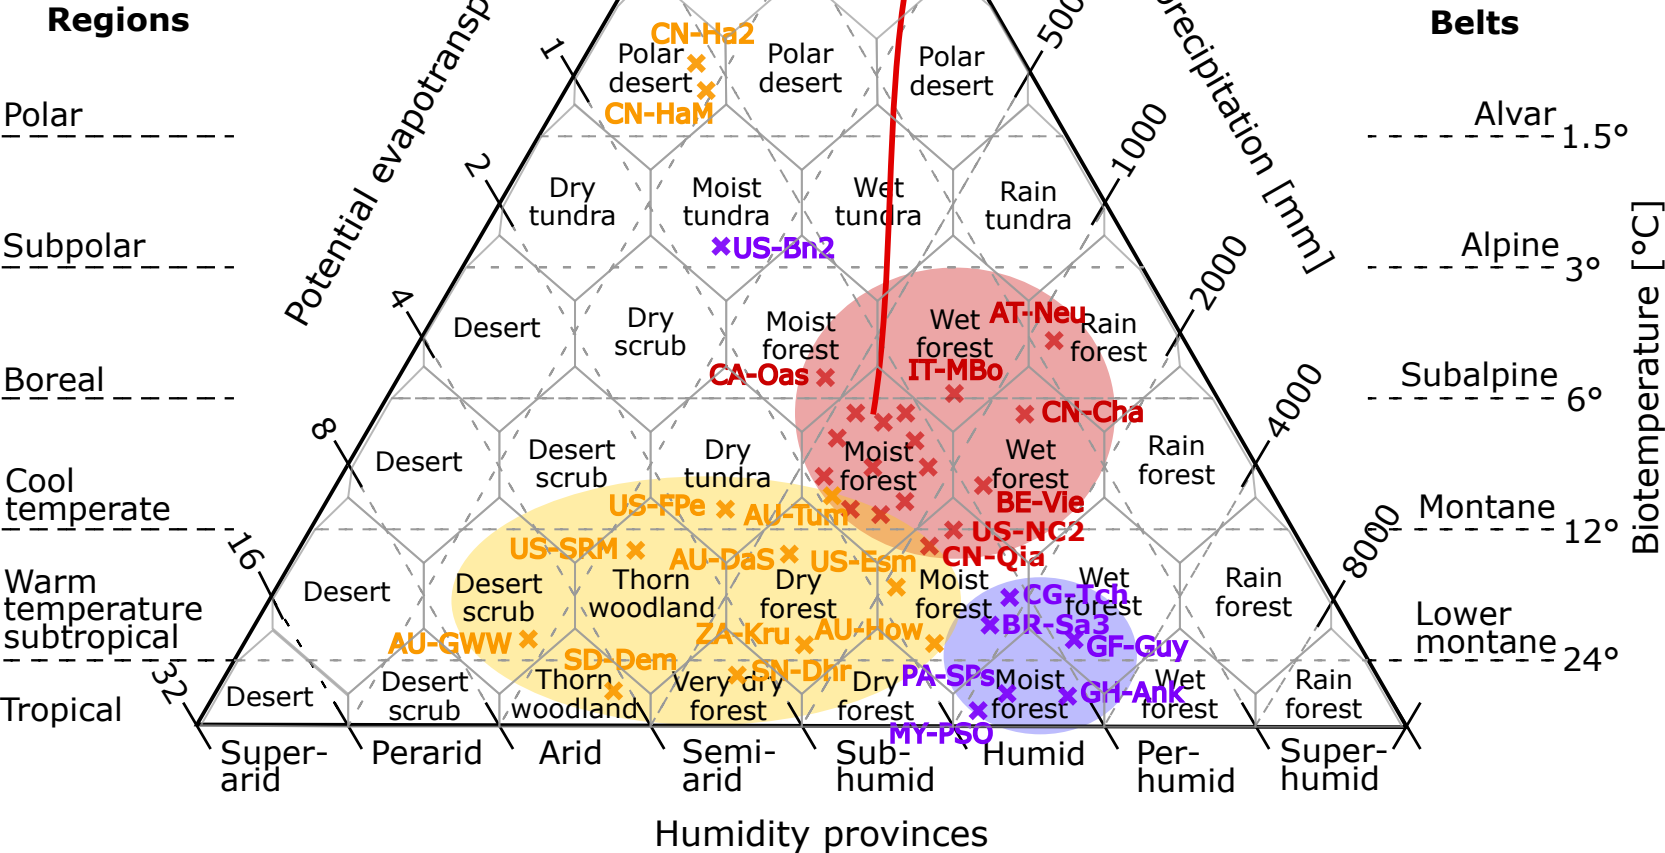 Regions
Potential evapotransp
recipitation [mm]
Belts
500
1
CN-Ha2
Polar
desert
Polar
desert
Polar
desert
CN-HaM
Polar
Alvar
1.5°
1000
2
Dry
tundra
Moist
tundra
Wet
tundra
Rain
tundra
US-Bn2
Subpolar
Alpine
3°
2000
Biotemperature [°C]
4
Desert
Dry
scrub
Moist
forest
Wet
forest
AT-Neu
Rain
forest
CA-Oas
IT-MBo
Boreal
Subalpine
6°
4000
CN-Cha
8
Desert
Desert
scrub
Dry
tundra
Moist
forest
Wet
forest
Rain
forest
Cool
temperate
US-FPe
AU-Tum
BE-Vie
US-NC2
CN-Qia
Montane
12°
8000
16
US-SRM
AU-DaS
US-Esm
Warm
temperature
subtropical
Desert
Desert
scrub
Thorn
woodland
Dry
forest
Moist
forest
Wet
forest
Rain
forest
CG-Tch
BR-Sa3
GF-Guy
AU-GWW
ZA-Kru
AU-How
Lower
montane
24°
32
SD-Dem
SN-Dhr
PA-SPs
GH-Ank
MY-PSO
Tropical
Desert
Desert
scrub
Thorn
woodland
Very dry
forest
Dry
forest
Moist
forest
Wet
forest
Rain
forest
Super-
arid
Perarid
Arid
Semi-
arid
Sub-
humid
Humid
Per-
humid
Super-
humid
Humidity provinces